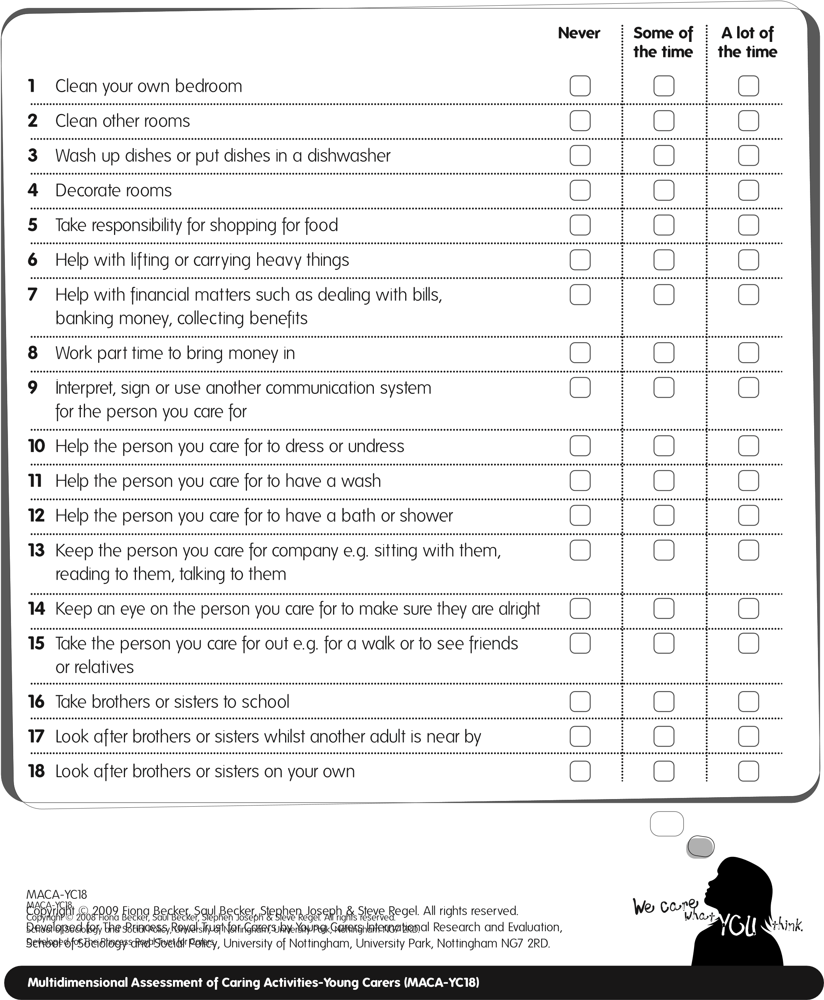 Never
Some of
the time
A lot of
the time
1 Clean your own bedroom
2 Clean other rooms
3 Wash up dishes or put dishes in a dishwasher
4 Decorate rooms
5 Take responsibility for shopping for food
6 Help with lifting or carrying heavy things
7 Help with financial matters such as dealing with bills,
banking money, collecting benefits
8 Work part time to bring money in
9 Interpret, sign or use another communication system
for the person you care for
10 Help the person you care for to dress or undress
11 Help the person you care for to have a wash
12 Help the person you care for to have a bath or shower
13 Keep the person you care for company e.g. sitting with them,
reading to them, talking to them
14 Keep an eye on the person you care for to make sure they are alright
15 Take the person you care for out e.g. for a walk or to see friends
or relatives
16 Take brothers or sisters to school
17 Look after brothers or sisters whilst another adult is near by
18 Look after brothers or sisters on your own
MACA-YC18
MACA-YC18
Copyright © 2009 Fiona Becker, Saul Becker, Stephen Joseph & Steve Regel. All rights reserved.
Copyright © 2008 Fiona Becker, Saul Becker, Stephen Joseph & Steve Regel. All rights reserved.
Developed for The Princess Royal Trust for Carers by Young Carers International Research and Evaluation,
School of Sociology and Social Policy, University of Nottingham, University Park, Nottingham NG7 2RD.
Developed for The Princess Royal Trust for Carers.
School of Sociology and Social Policy, University of Nottingham, University Park, Nottingham NG7 2RD.
We care
what YOU think.
Multidimensional Assessment of Caring Activities-Young Carers (MACA-YC18)